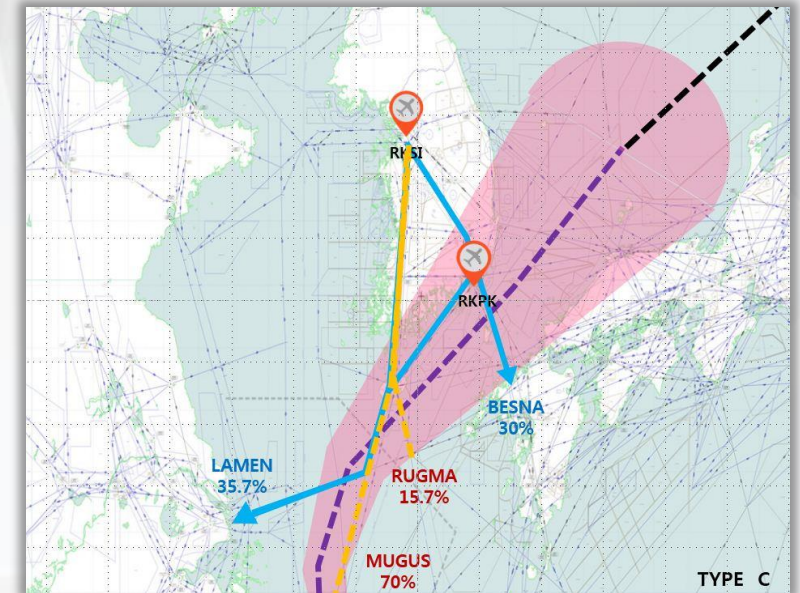 RKSI
RKPK
BESNA
30%
LAMEN
35.7%
RUGMA
15.7%
MUGUS
70%
TYPE C